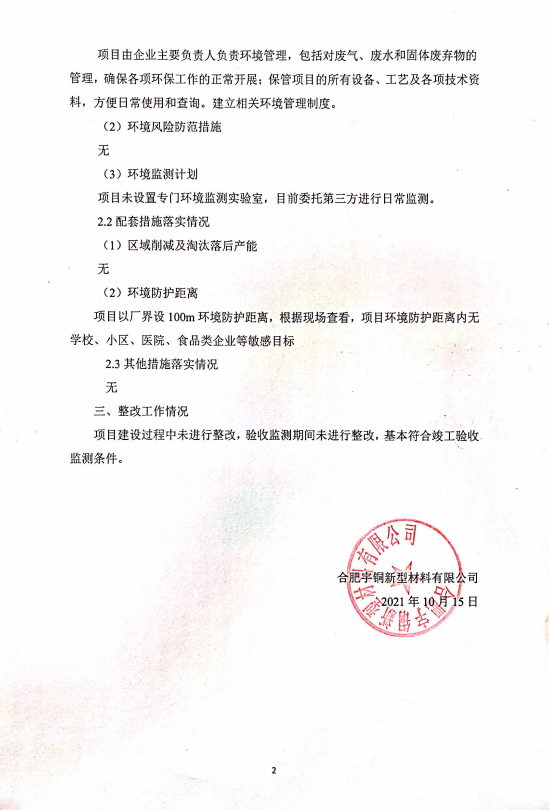 项目由企业主要负责人负责环境管理，包括对废气、废水和固体废弃物的
管理，确保各项环保工作的正常开展；保管项目的所有设备、工艺及各项技术资
料，方便日常使用和查询。建立相关环境管理制度。
（2）环境风险防范措施
无
（3）环境监测计划
项目未设置专门环境监测实验室，目前委托第三方进行日常监测。
2.2 配套措施落实情况
（1）区域削减及淘汰落后产能
无
（2）环境防护距离
项目以厂界设 100m 环境防护距离，根据现场查看，项目环境防护距离内无
学校、小区、医院、食品类企业等敏感目标
2.3 其他措施落实情况
无
三、整改工作情况
项目建设过程中未进行整改，验收监测期间未进行整改，基本符合竣工验收
监测条件。
合肥宇铜新型材料有限公司
合肥宇铜新型材料有限公司
2021 年 10 月 15 日
2